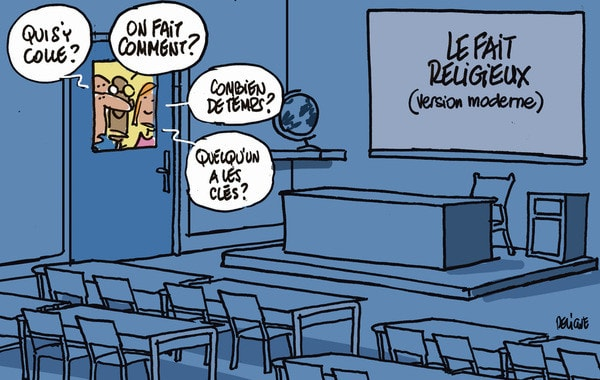 QUI S'Y
COLLE?
ON FAIT
COMMENT?
COMBIEN
DE TEMPS?
QUELQU'UN
A LES
CLÉS?
LE FAIT
RELIGIEUX
(version moderne)
DELIGNE